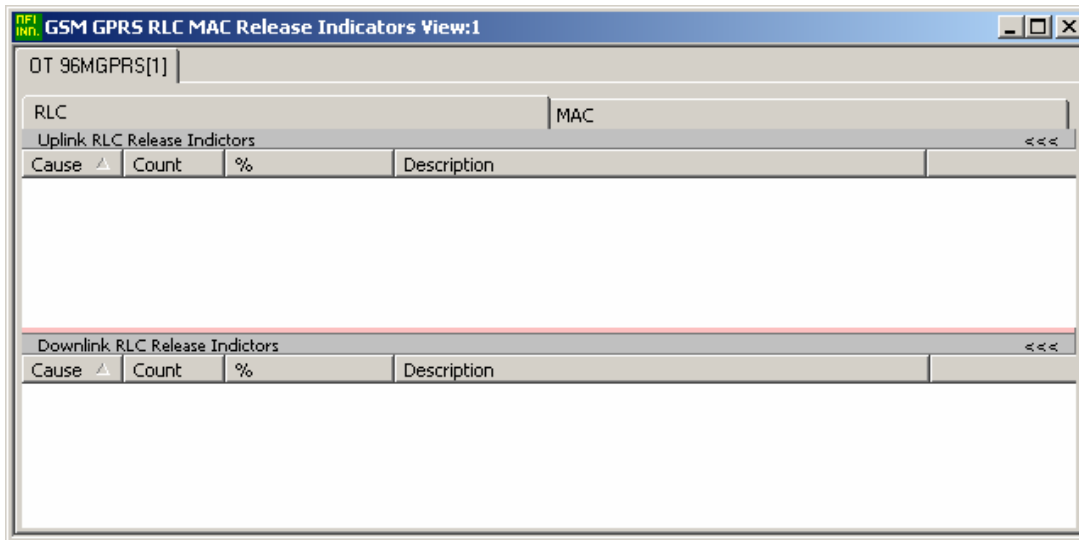 NFI
INN. GSM GPRS RLC MAC Release Indicators View:1
OT 96MGPRS[1]
RLC MAC
Uplink RLC Release Indictors <<<
Cause Count % Description
Downlink RLC Release Indictors <<<
Cause Count % Description